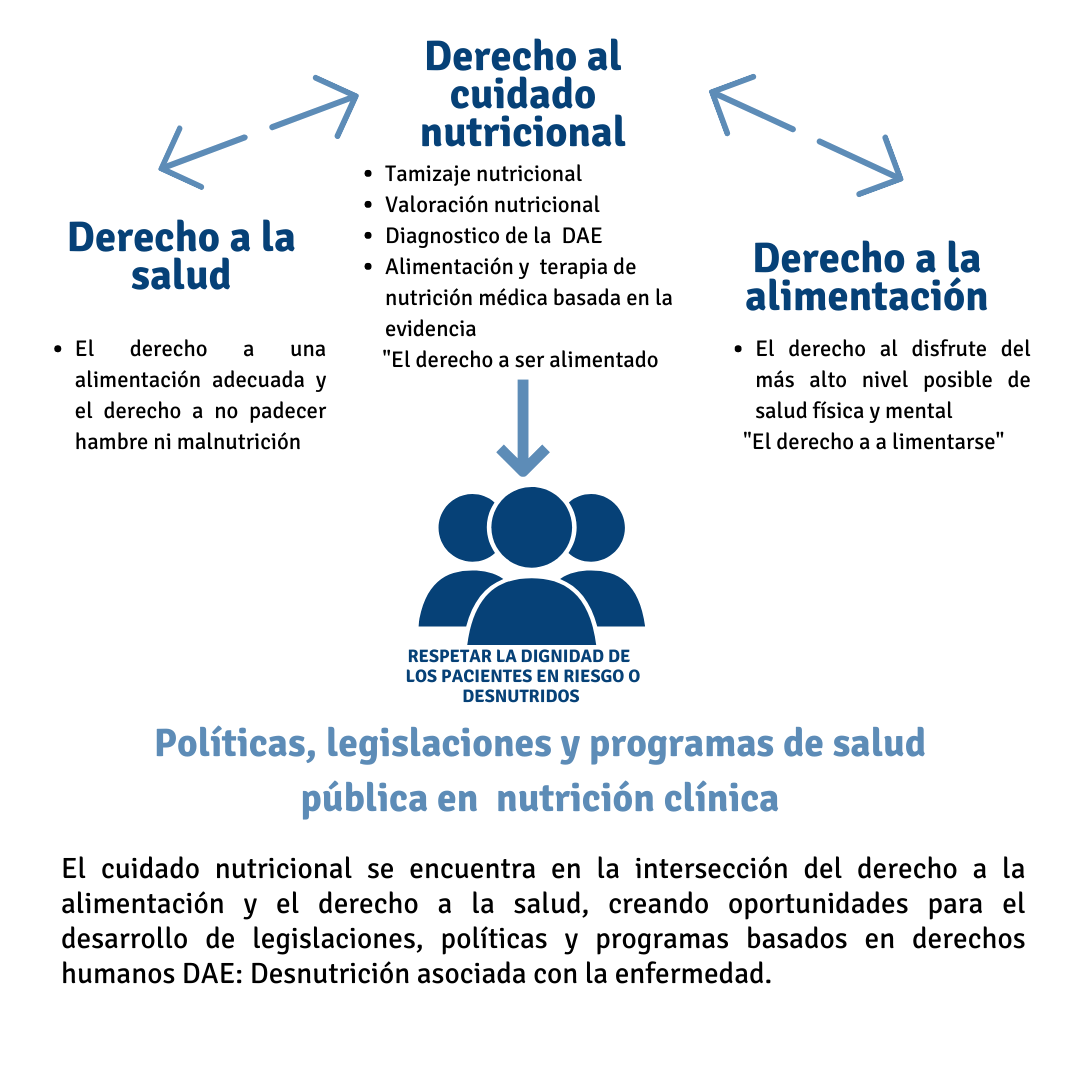 Derecho al
cuidado
nutricional
Tamizaje nutricional
Valoración nutricional
Diagnostico de la DAE
Alimentación y terapia de
nutrición médica basada en la
evidencia
"El derecho a ser alimentado
Derecho a la
salud
El derecho a una
alimentación adecuada y
el derecho a no padecer
hambre ni malnutrición
Derecho a la
alimentación
El derecho al disfrute del
más alto nivel posible de
salud física y mental
"El derecho a a limentarse"
RESPETAR LA DIGNIDAD DE
LOS PACIENTES EN RIESGO O
DESNUTRIDOS
Políticas, legislaciones y programas de salud
pública en nutrición clínica
El cuidado nutricional se encuentra en la intersección del derecho a la
alimentación y el derecho a la salud, creando oportunidades para el
desarrollo de legislaciones, políticas y programas basados en derechos
humanos DAE: Desnutrición asociada con la enfermedad.